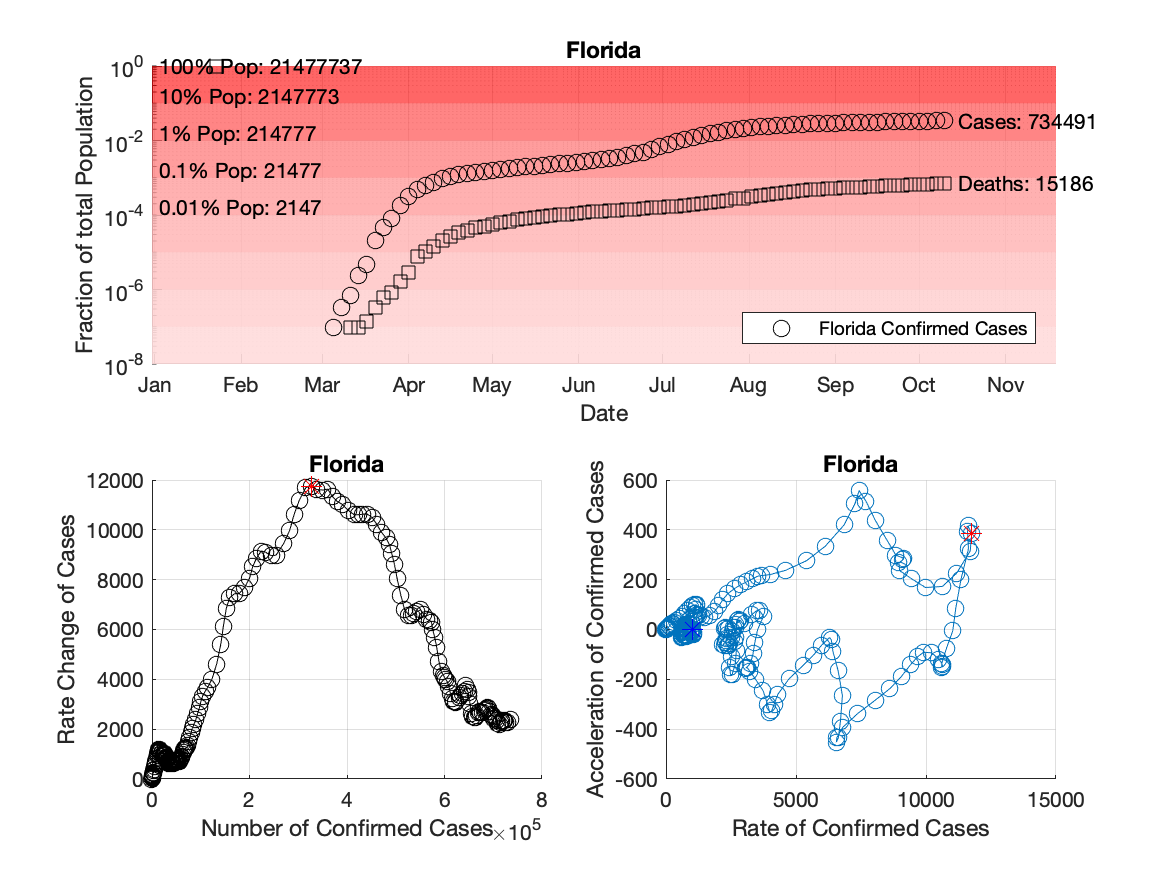 Florida
Fraction of total Population
10^0
10^-2
10^-4
10^-6
10^-8
100% Pop: 21477737
10% Pop: 2147773
1% Pop: 214777
0.1% Pop: 21477
0.01% Pop: 2147
Cases: 734491
Deaths: 15186
Florida Confirmed Cases
Jan Feb Mar Apr May Jun Jul Aug Sep Oct Nov
Date
Florida
Rate Change of Cases
12000
10000
8000
6000
4000
2000
0
0 2 4 6 8
Number of Confirmed Cases ×10^5
Florida
Acceleration of Confirmed Cases
600
400
200
0
-200
-400
-600
0 5000 10000 15000
Rate of Confirmed Cases